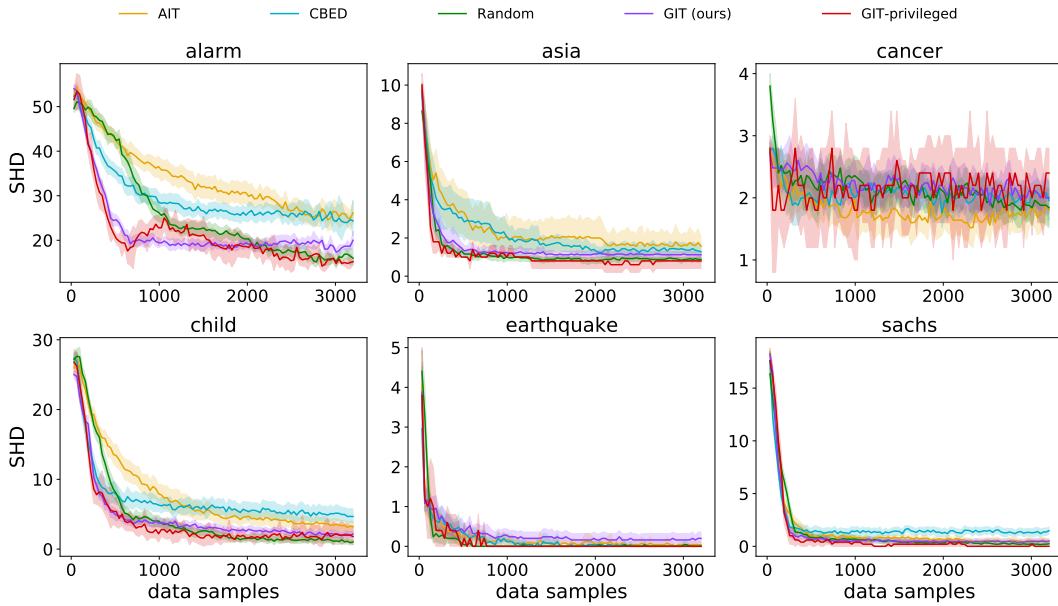 AIT CBED Random GIT (ours) GIT-privileged
alarm asia cancer
SHD
50
40
30
20
0 1000 2000 3000
10
8
6
4
2
0
0 1000 2000 3000
4
3
2
1
0 1000 2000 3000
child earthquake sachs
SHD
30
20
10
0
0 1000 2000 3000
data samples
5
4
3
2
1
0
0 1000 2000 3000
data samples
15
10
5
0
0 1000 2000 3000
data samples